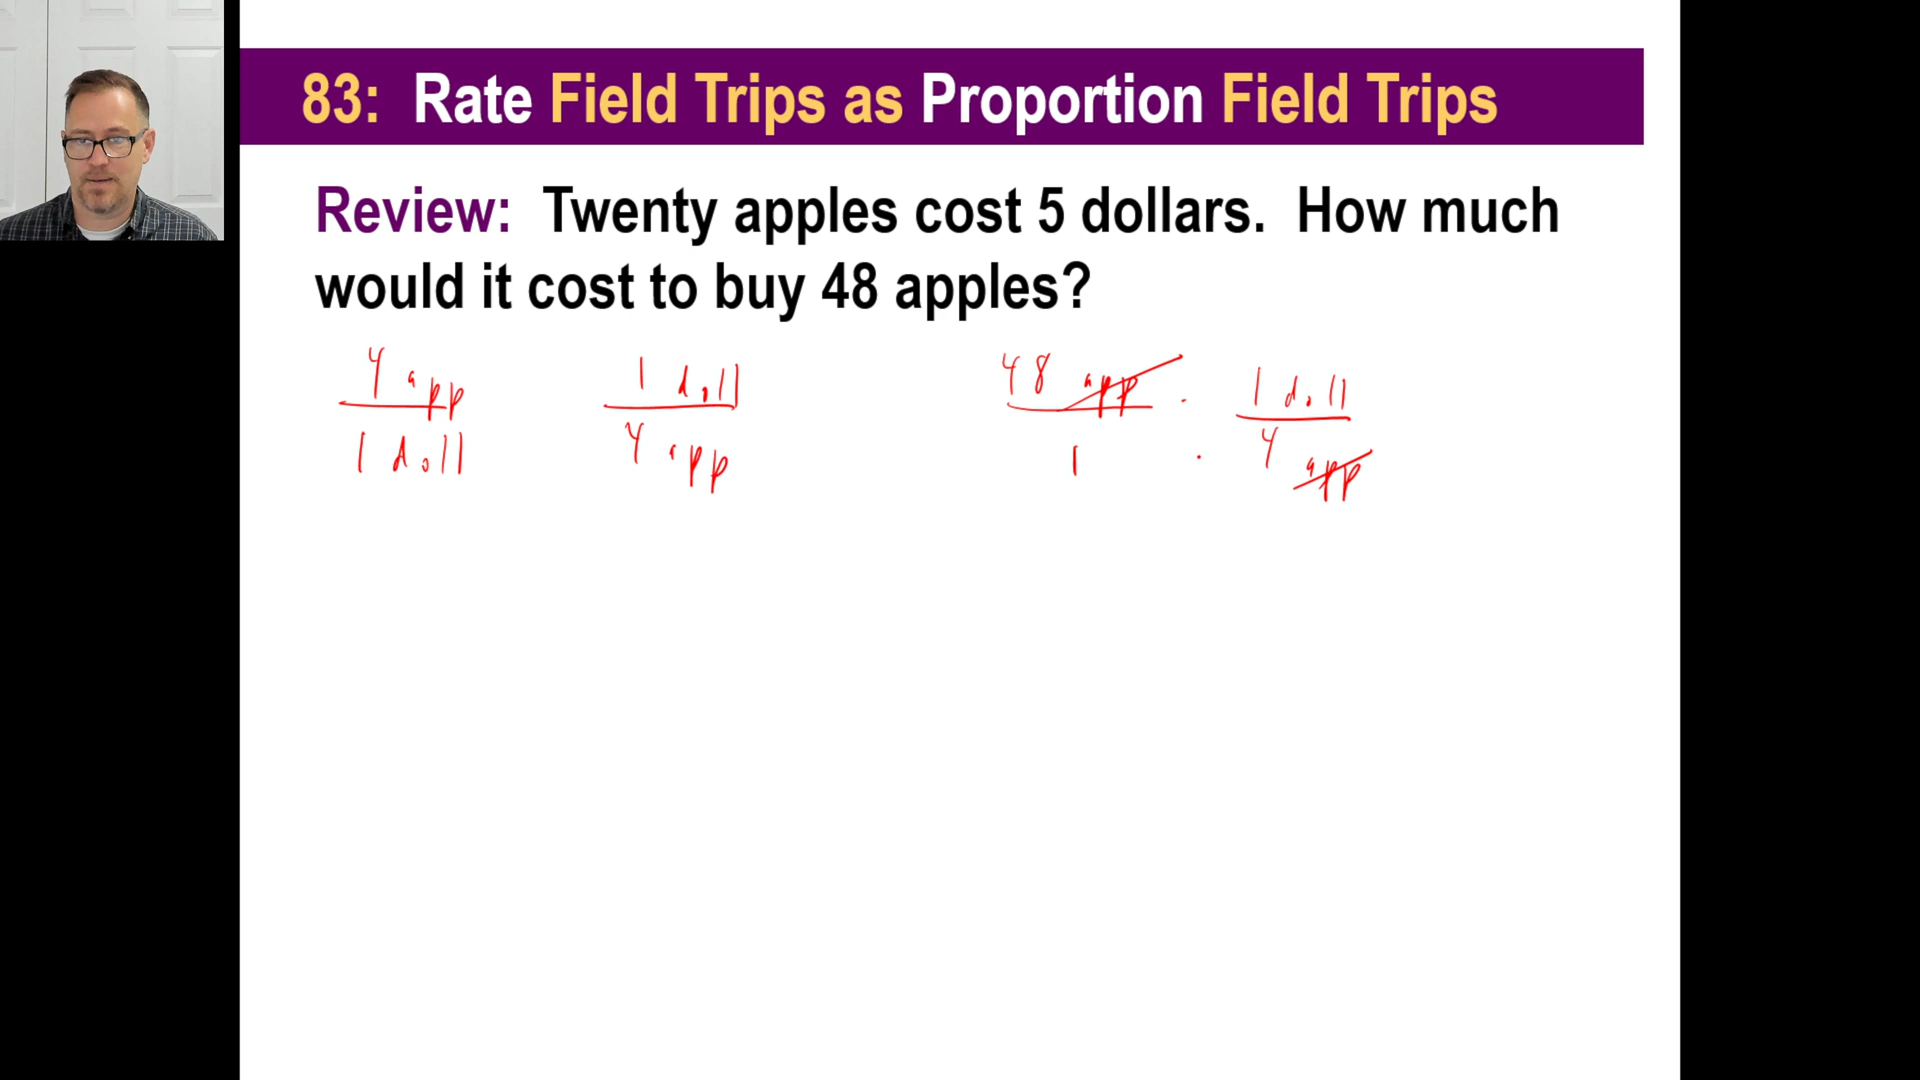 83: Rate Field Trips as Proportion Field Trips
Review: Twenty apples cost 5 dollars. How much
would it cost to buy 48 apples?
4 app 1 doll 48 app · 1 doll
1 doll 4 app 1 · 4 app